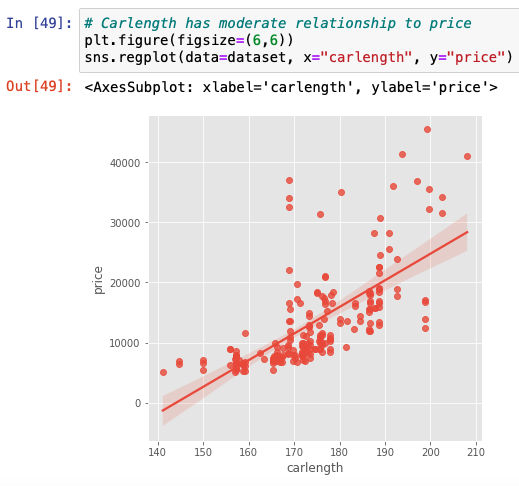 In [49]: # Carlength has moderate relationship to price
plt.figure(figsize=(6,6))
sns.regplot(data=dataset, x="carlength", y="price")
Out[49]: <AxesSubplot: xlabel='carlength', ylabel='price'>
40000
30000
20000
10000
0
price
140 150 160 170 180 190 200 210
carlength